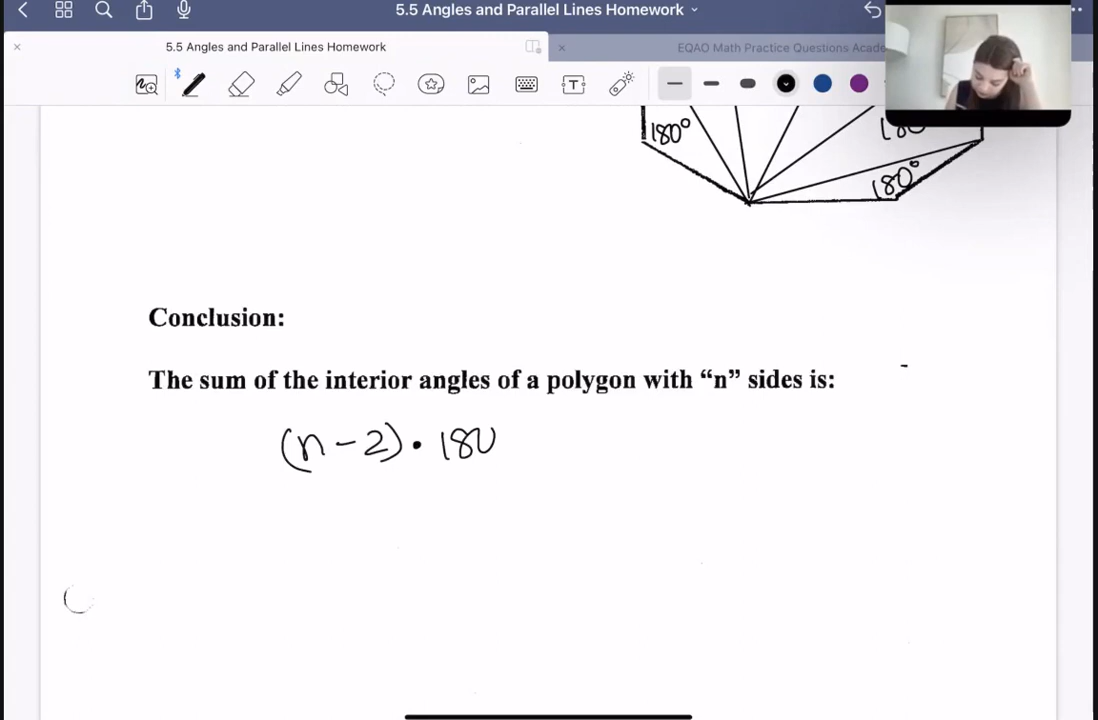 5.5 Angles and Parallel Lines Homework
5.5 Angles and Parallel Lines Homework
EQAO Math Practice Questions Acade
T
180°
180
180°
Conclusion:
The sum of the interior angles of a polygon with “n” sides is:
(n-2)•180